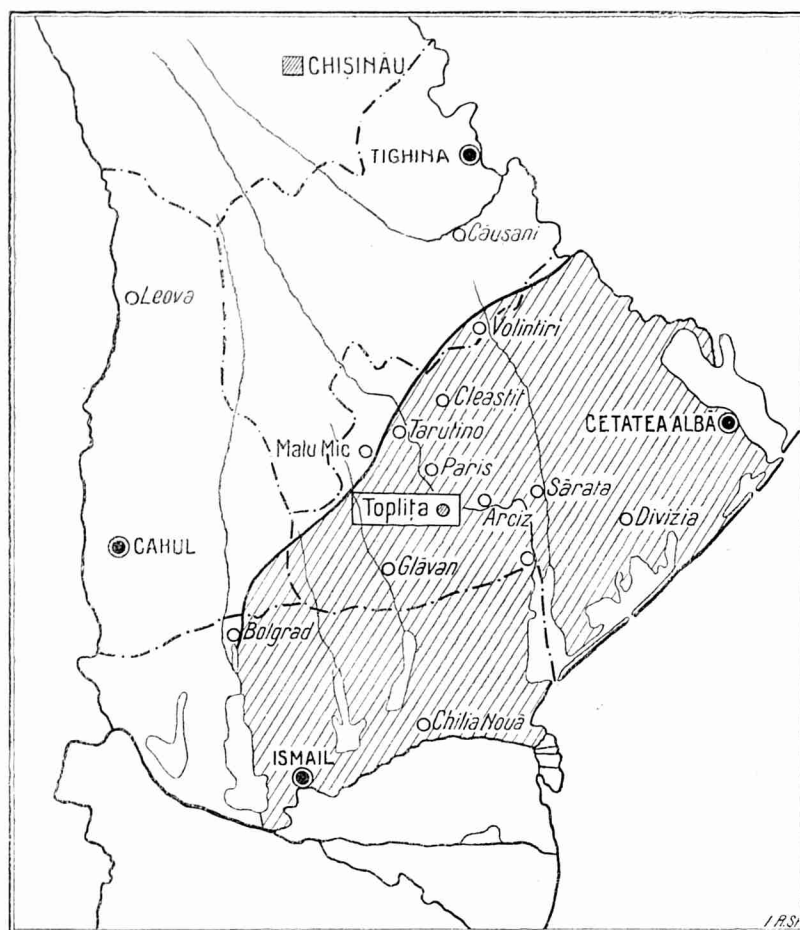 CHIȘINĂU
TIGHINA
Căușani
Leova
Volintiri
Cleastit
CETATEA ALBĂ
Tarutino
Malu Mic
Paris
Sărata
Toplița
Arciz
Divizia
CAHUL
Glăvan
Bolgrad
Chilia Nouă
ISMAIL